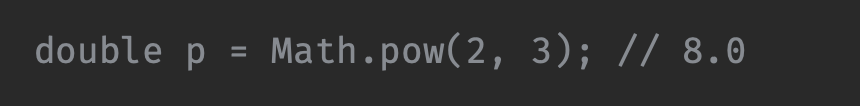 double p = Math.pow(2, 3); // 8.0